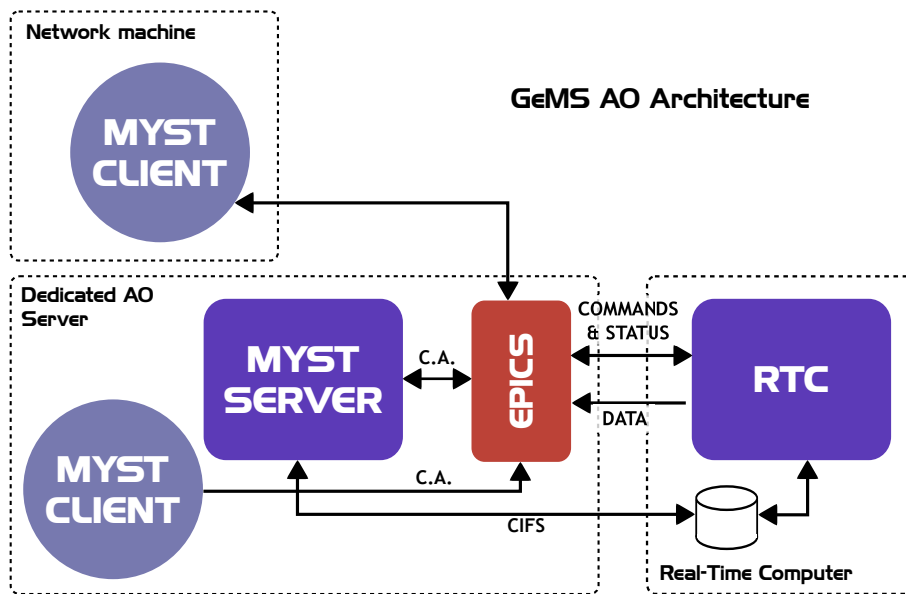 Network machine
MYST
CLIENT
GeMS AO Architecture
Dedicated AO
Server
MYST
SERVER
C.A.
EPICS
COMMANDS
& STATUS
DATA
RTC
MYST
CLIENT
C.A.
CIFS
Real-Time Computer